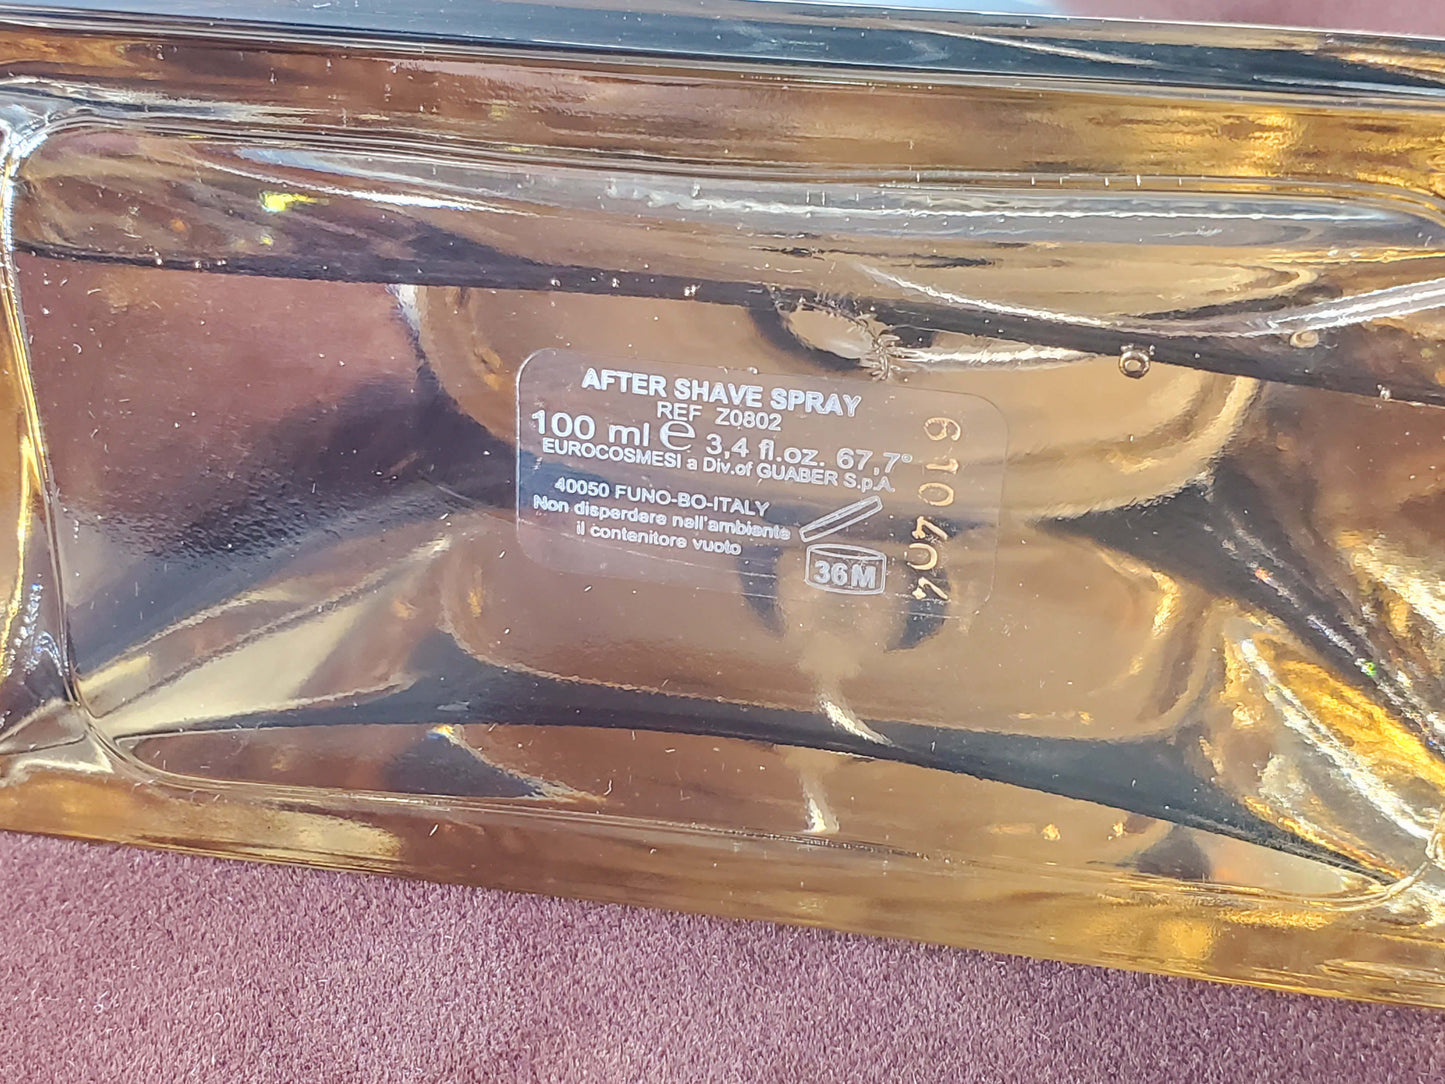 AFTER SHAVE SPRAY
REF Z0802
100 ml e 3,4 fl.oz. 67,7°
EUROCOSMESI a Div.of GUABER S.p.A.
40050 FUNO-BO-ITALY
Non disperdere nell'ambiente
il contenitore vuoto
36M